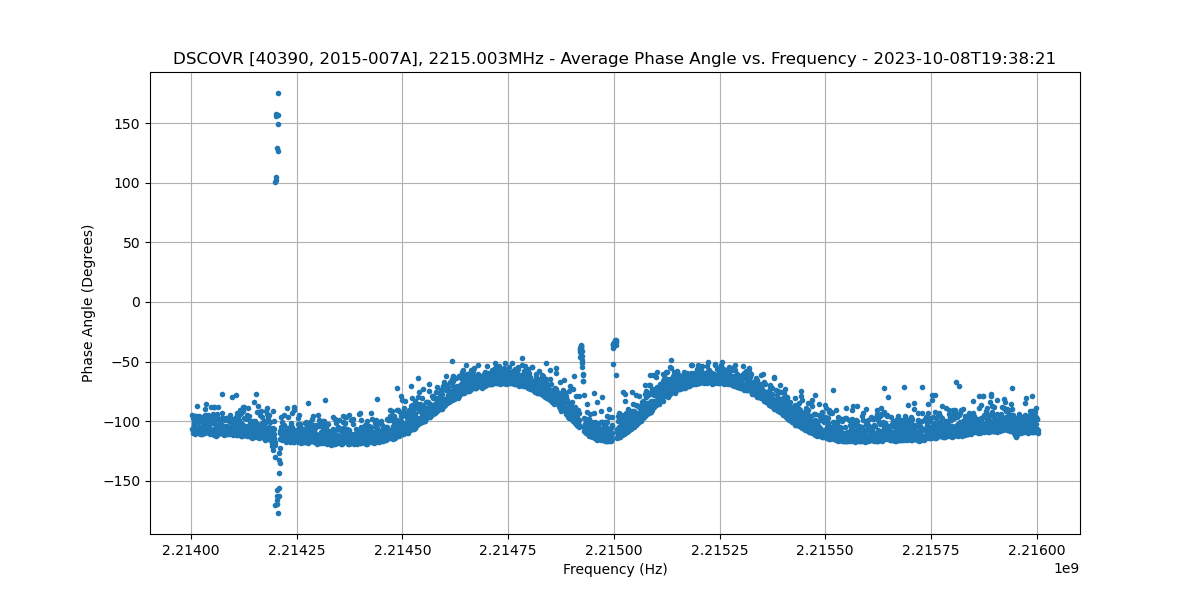 DSCOVR [40390, 2015-007A], 2215.003MHz - Average Phase Angle vs. Frequency - 2023-10-08T19:38:21
Phase Angle (Degrees)
150
100
50
0
−50
−100
−150
2.21400 2.21425 2.21450 2.21475 2.21500 2.21525 2.21550 2.21575 2.21600
1e9
Frequency (Hz)